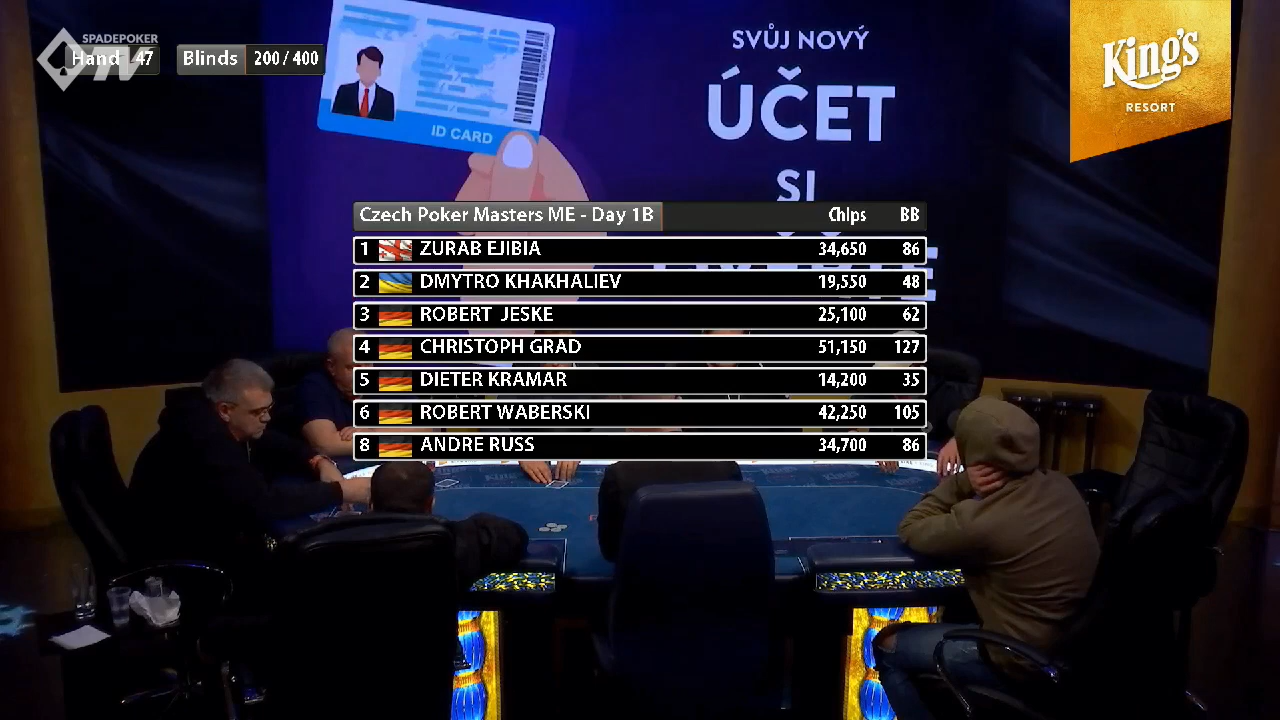 SPADEPOKER
TV
Hand 47
Blinds 200 / 400
ID CARD
SVŮJ NOVÝ
ÚČET
SI
King's
RESORT
Czech Poker Masters ME - Day 1B Chips BB
1 ZURAB EJIBIA 34,650 86
2 DMYTRO KHAKHALIEV 19,550 48
3 ROBERT JESKE 25,100 62
4 CHRISTOPH GRAD 51,150 127
5 DIETER KRAMAR 14,200 35
6 ROBERT WABERSKI 42,250 105
8 ANDRE RUSS 34,700 86